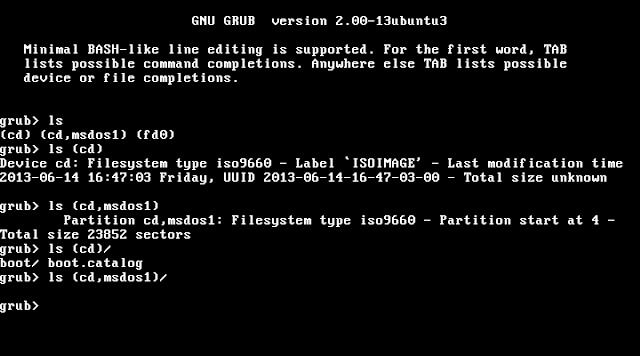 GNU GRUB  version 2.00-13ubuntu3
Minimal BASH-like line editing is supported. For the first word, TAB
lists possible command completions. Anywhere else TAB lists possible
device or file completions.
grub> ls
(cd) (cd,msdos1) (fd0)
grub> ls (cd)
Device cd: Filesystem type iso9660 - Label `ISOIMAGE' - Last modification time
2013-06-14 16:47:03 Friday, UUID 2013-06-14-16-47-03-00 - Total size unknown
grub> ls (cd,msdos1)
Partition cd,msdos1: Filesystem type iso9660 - Partition start at 4 -
Total size 23852 sectors
grub> ls (cd)/
boot/ boot.catalog
grub> ls (cd,msdos1)/
grub>